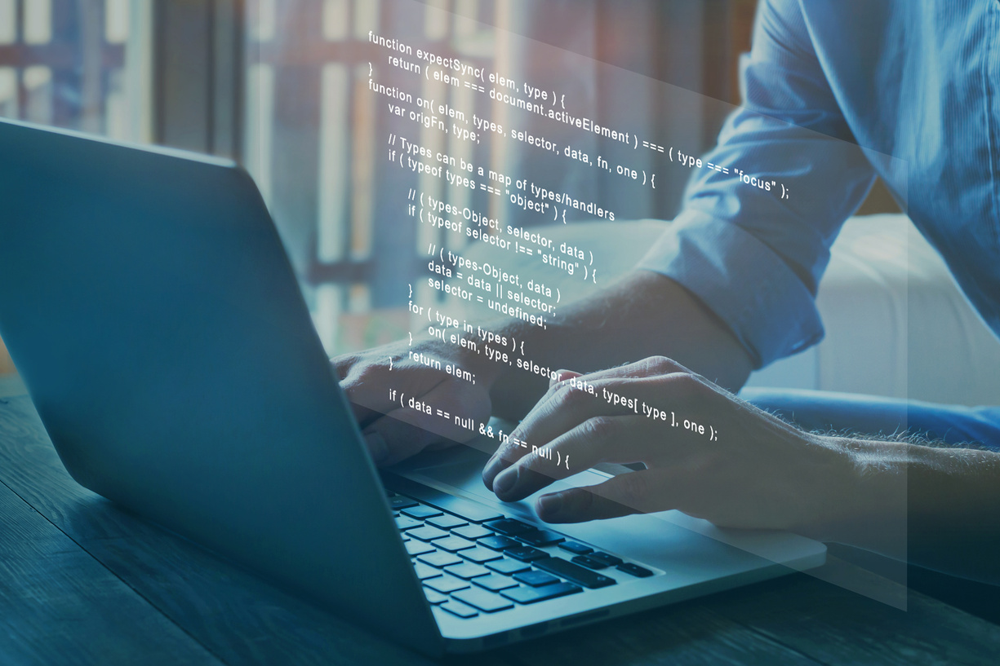 function expectSync( elem, type ) {
return ( elem === document.activeElement ) === ( type === "focus" );
}
function on( elem, types, selector, data, fn, one ) {
var origFn, type;
// Types can be a map of types/handlers
if ( typeof types === "object" ) {
// ( types-Object, selector, data )
if ( typeof selector !== "string" ) {
// ( types-Object, data )
data = data || selector;
selector = undefined;
}
for ( type in types ) {
on( elem, type, selector, data, types[ type ], one );
}
return elem;
}
if ( data == null && fn == null ) {